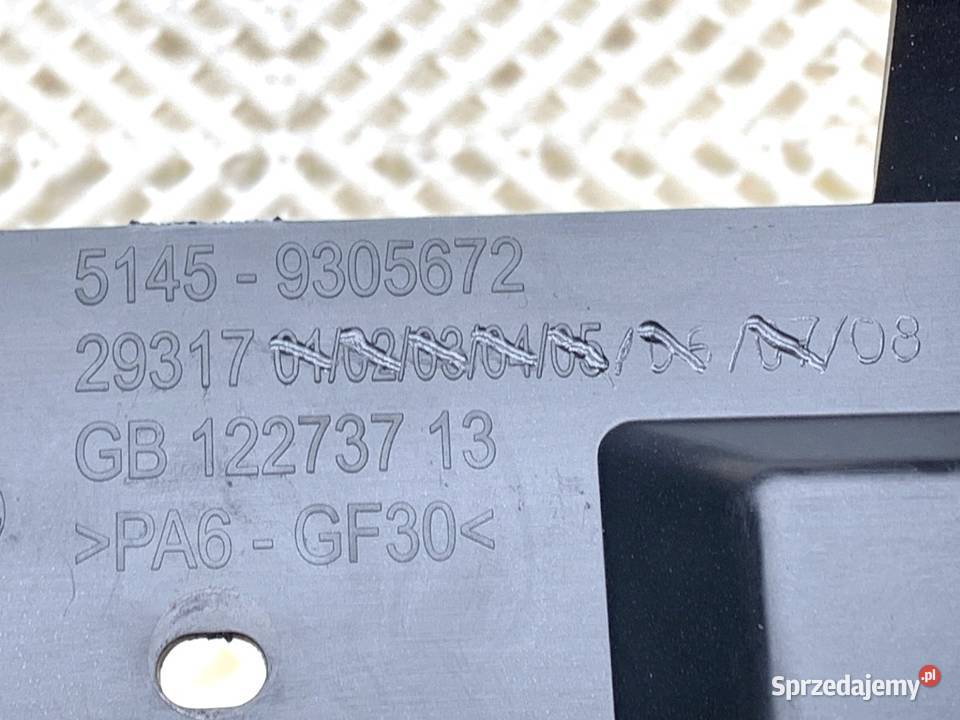 5145 - 9305672
29317 01/02/03/04/05/06/07/08
GB 122737 13
>PA6 - GF30<
Sprzedajemy.pl